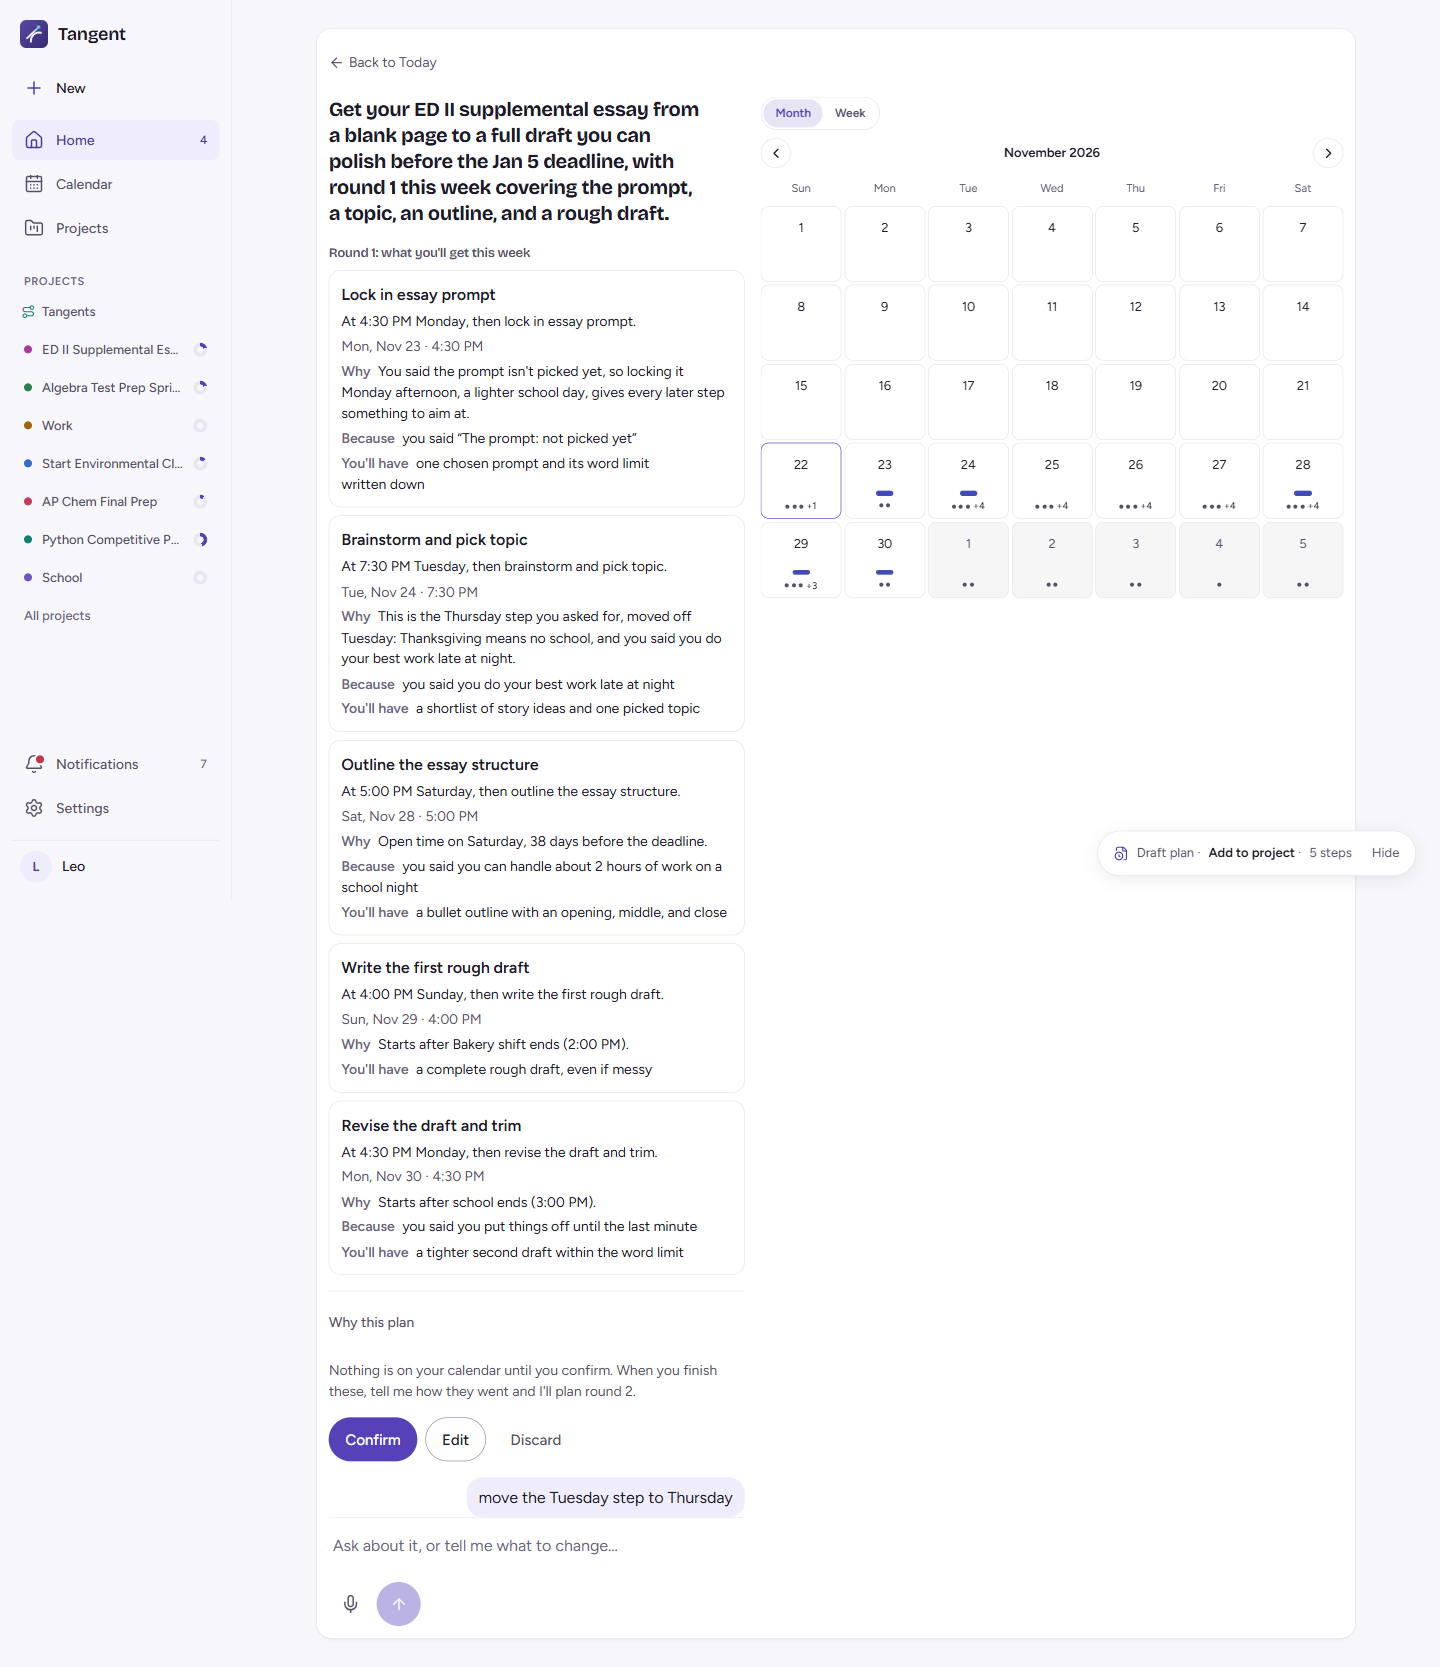 Tangent
New
Home 4
Calendar
Projects
PROJECTS
Tangents
ED II Supplemental Es...
Algebra Test Prep Spri...
Work
Start Environmental Cl...
AP Chem Final Prep
Python Competitive P...
School
All projects
Notifications 7
Settings
L Leo
Back to Today
Get your ED II supplemental essay from
a blank page to a full draft you can
polish before the Jan 5 deadline, with
round 1 this week covering the prompt,
a topic, an outline, and a rough draft.
Round 1: what you'll get this week
Lock in essay prompt
At 4:30 PM Monday, then lock in essay prompt.
Mon, Nov 23 · 4:30 PM
Why You said the prompt isn't picked yet, so locking it
Monday afternoon, a lighter school day, gives every later step
something to aim at.
Because you said “The prompt: not picked yet”
You'll have one chosen prompt and its word limit
written down
Brainstorm and pick topic
At 7:30 PM Tuesday, then brainstorm and pick topic.
Tue, Nov 24 · 7:30 PM
Why This is the Thursday step you asked for, moved off
Tuesday: Thanksgiving means no school, and you said you do
your best work late at night.
Because you said you do your best work late at night
You'll have a shortlist of story ideas and one picked topic
Outline the essay structure
At 5:00 PM Saturday, then outline the essay structure.
Sat, Nov 28 · 5:00 PM
Why Open time on Saturday, 38 days before the deadline.
Because you said you can handle about 2 hours of work on a
school night
You'll have a bullet outline with an opening, middle, and close
Write the first rough draft
At 4:00 PM Sunday, then write the first rough draft.
Sun, Nov 29 · 4:00 PM
Why Starts after Bakery shift ends (2:00 PM).
You'll have a complete rough draft, even if messy
Revise the draft and trim
At 4:30 PM Monday, then revise the draft and trim.
Mon, Nov 30 · 4:30 PM
Why Starts after school ends (3:00 PM).
Because you said you put things off until the last minute
You'll have a tighter second draft within the word limit
Why this plan
Nothing is on your calendar until you confirm. When you finish
these, tell me how they went and I'll plan round 2.
Confirm Edit Discard
move the Tuesday step to Thursday
Ask about it, or tell me what to change...
Month Week
November 2026
Sun Mon Tue Wed Thu Fri Sat
1 2 3 4 5 6 7
8 9 10 11 12 13 14
15 16 17 18 19 20 21
22 23 24 25 26 27 28
+1 +4 +4 +4 +4 +4
29 30 1 2 3 4 5
+3
Draft plan · Add to project · 5 steps Hide